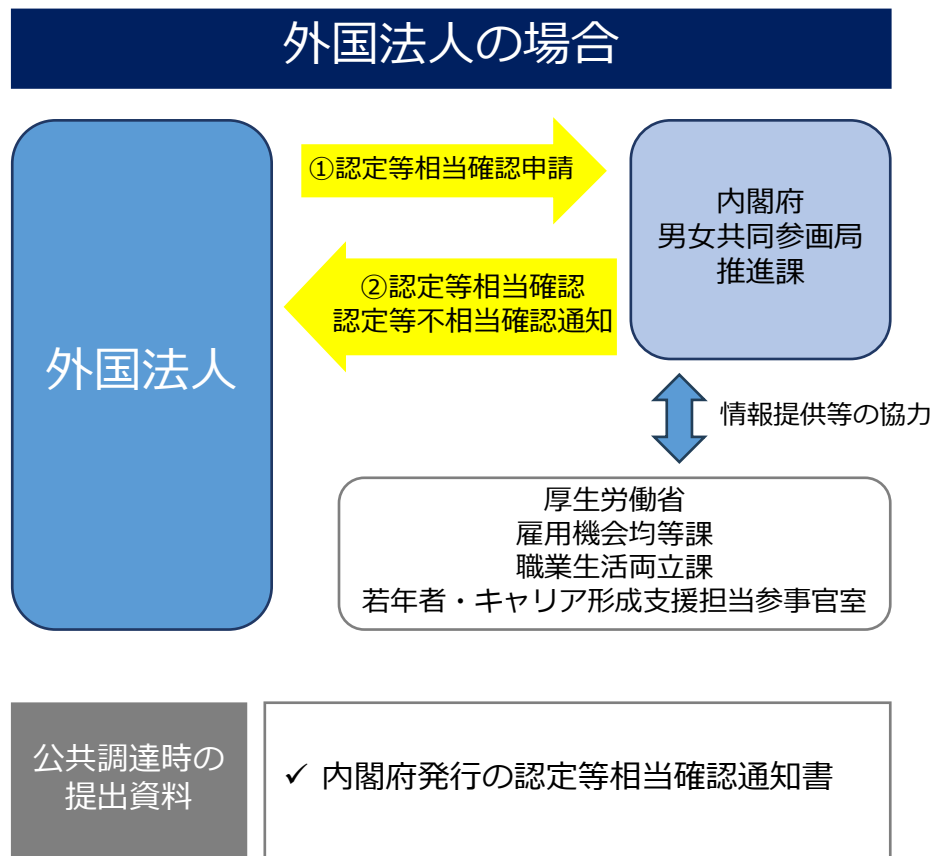 外国法人の場合
①認定等相当確認申請
内閣府
男女共同参画局
推進課
②認定等相当確認
認定等不相当確認通知
外国法人
情報提供等の協力
厚生労働省
雇用機会均等課
職業生活両立課
若年者・キャリア形成支援担当参事官室
公共調達時の
提出資料
✓ 内閣府発行の認定等相当確認通知書